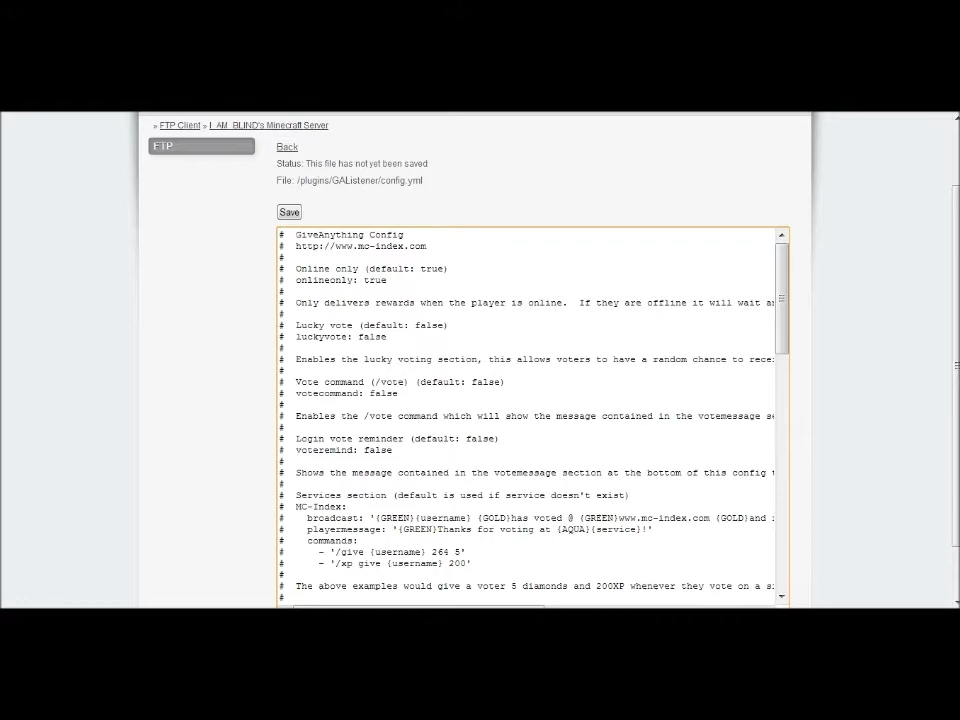 » FTP Client » I_AM_BLIND's Minecraft Server
FTP
Back
Status: This file has not yet been saved
File: /plugins/GAListener/config.yml
Save
# GiveAnything Config
# http://www.mc-index.com
#
# Online only (default: true)
# onlineonly: true
#
# Only delivers rewards when the player is online. If they are offline it will wait
#
# Lucky vote (default: false)
# luckyvote: false
#
# Enables the lucky voting section, this allows voters to have a random chance to
#
# Vote command (/vote) (default: false)
# votecommand: false
#
# Enables the /vote command which will show the message contained in the votemessage
#
# Login vote reminder (default: false)
# voteremind: false
#
# Shows the message contained in the votemessage section at the bottom of this config
#
# Services section (default is used if service doesn't exist)
# MC-Index:
# broadcast: '{GREEN}{username} {GOLD}has voted @ {GREEN}www.mc-index.com {GOLD}and
# playermessage: '{GREEN}Thanks for voting at {AQUA}{service}!'
# commands:
# - '/give {username} 264 5'
# - '/xp give {username} 200'
#
# The above examples would give a voter 5 diamonds and 200XP whenever they vote on a
#